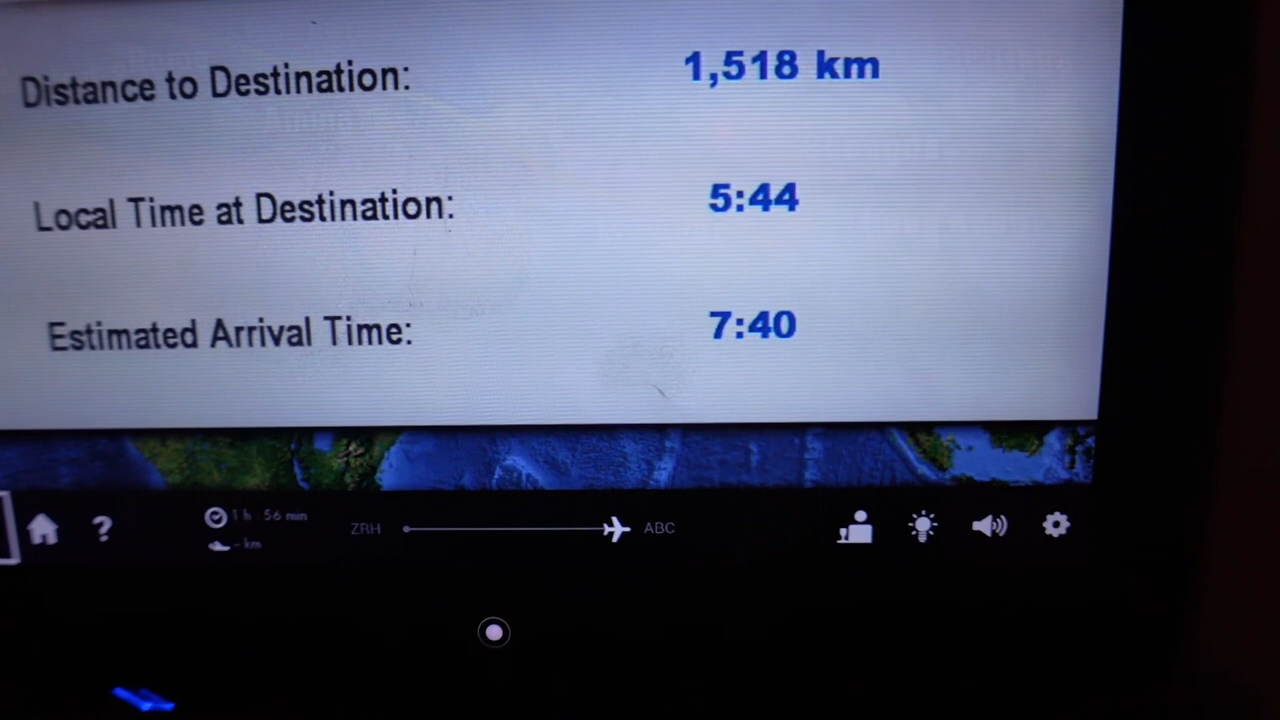 Distance to Destination: 1,518 km
Local Time at Destination: 5:44
Estimated Arrival Time: 7:40
? 1 h 56 min ZRH ABC
- km